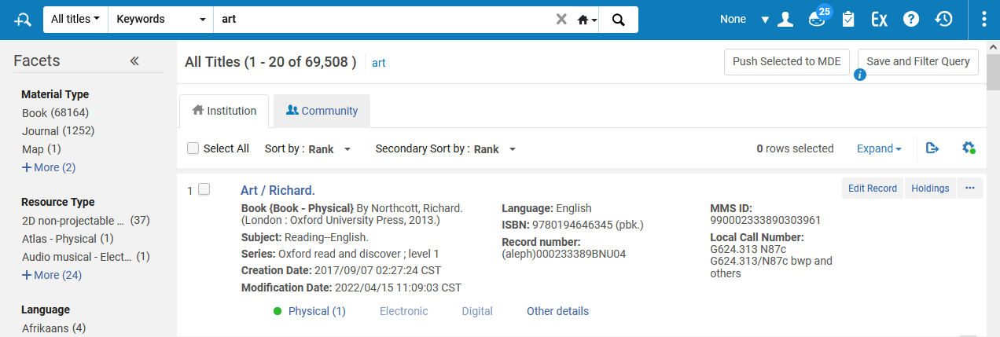 All titles Keywords art None 25 Ex ?
Facets «
All Titles (1 - 20 of 69,508 ) art Push Selected to MDE i Save and Filter Query
Material Type
Book (68164)
Journal (1252)
Map (1)
+ More (2)
Resource Type
2D non-projectable ... (37)
Atlas - Physical (1)
Audio musical - Elect... (1)
+ More (24)
Language
Afrikaans (4)
Institution Community
Select All Sort by : Rank Secondary Sort by : Rank 0 rows selected Expand
1 Art / Richard. Edit Record Holdings ...
Book {Book - Physical} By Northcott, Richard.
(London : Oxford University Press, 2013.)
Subject: Reading--English.
Series: Oxford read and discover ; level 1
Creation Date: 2017/09/07 02:27:24 CST
Modification Date: 2022/04/15 11:09:03 CST
Language: English
ISBN: 9780194646345 (pbk.)
Record number:
(aleph)000233389BNU04
MMS ID:
990002333890303961
Local Call Number:
G624.313 N87c
G624.313/N87c bwp and
others
Physical (1) Electronic Digital Other details